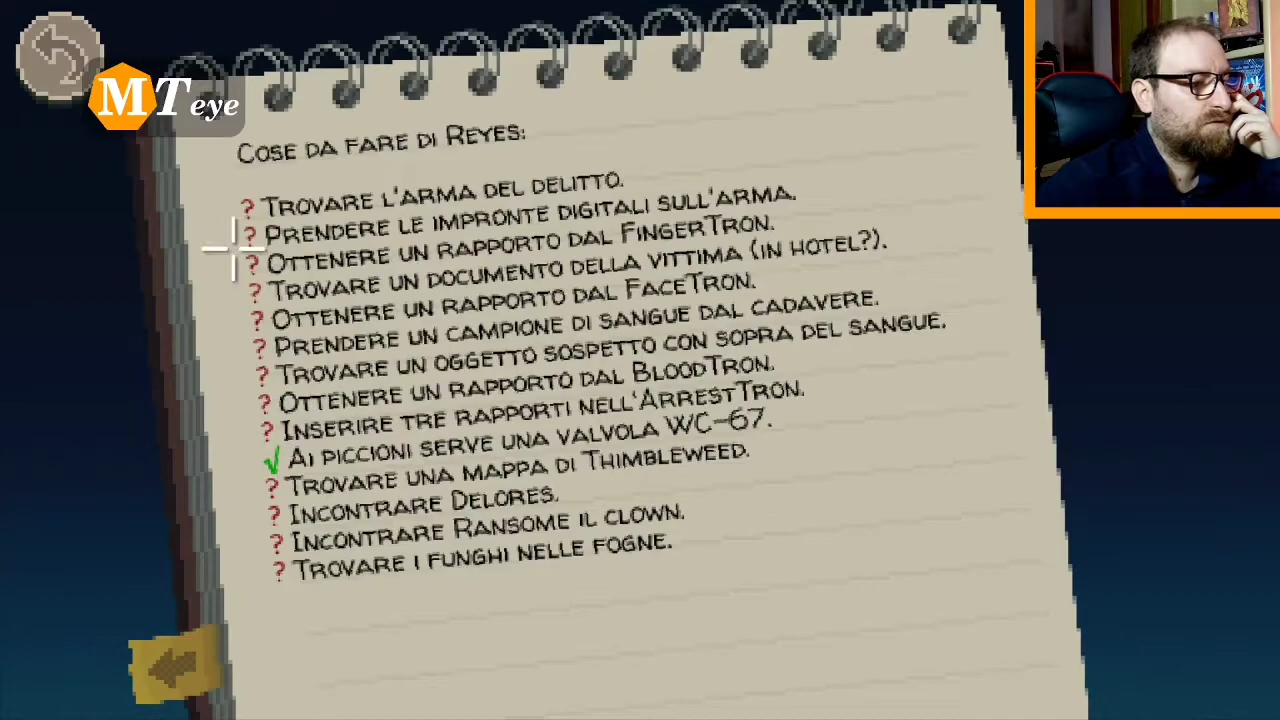 MT eye
Cose da fare di Reyes:
? Trovare l'arma del delitto.
? Prendere le impronte digitali sull'arma.
? Ottenere un rapporto dal FingerTron.
? Trovare un documento della vittima (in hotel?).
? Ottenere un rapporto dal FaceTron.
? Prendere un campione di sangue dal cadavere.
? Trovare un oggetto sospetto con sopra del sangue.
? Ottenere un rapporto dal BloodTron.
? Inserire tre rapporti nell'ArrestTron.
√ Ai piccioni serve una valvola WC-67.
? Trovare una mappa di Thimbleweed.
? Incontrare Delores.
? Incontrare Ransome il clown.
? Trovare i funghi nelle fogne.